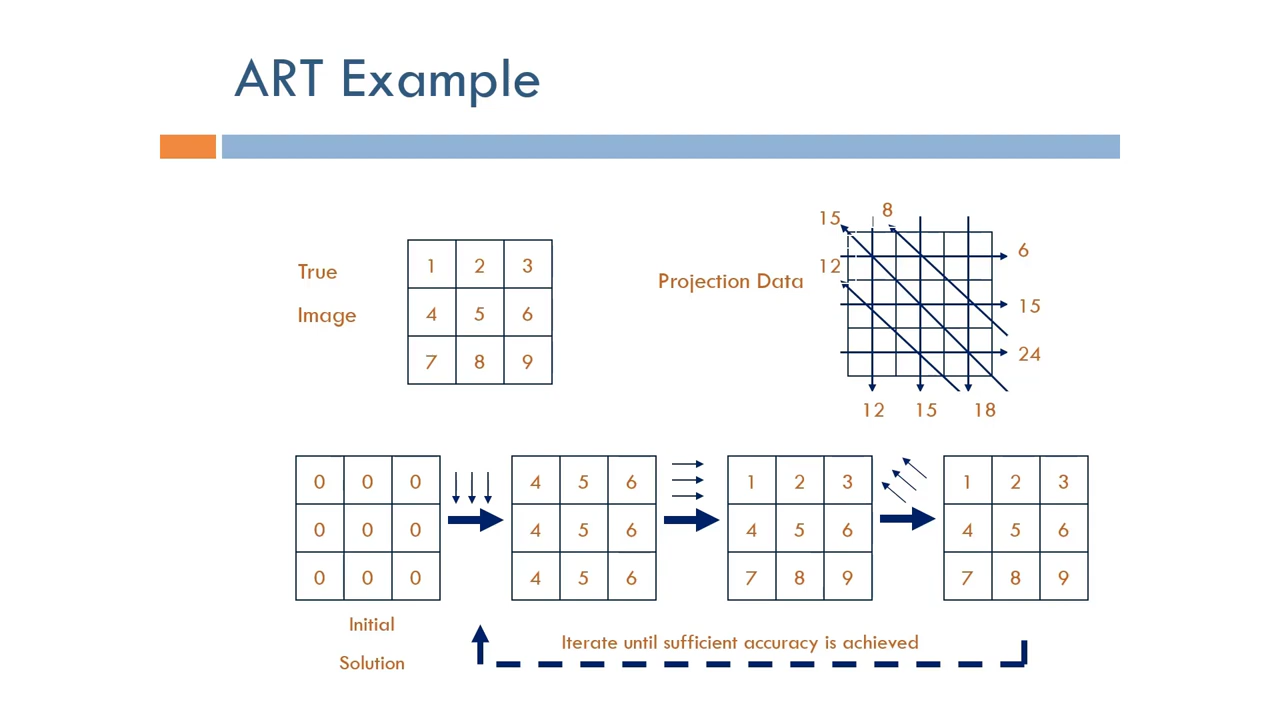 ART Example
True
Image
1 2 3
4 5 6
7 8 9
Projection Data
15 8
12
6
15
24
12 15 18
0 0 0 4 5 6 1 2 3 1 2 3
0 0 0 4 5 6 4 5 6 4 5 6
0 0 0 4 5 6 7 8 9 7 8 9
Initial
Solution
Iterate until sufficient accuracy is achieved